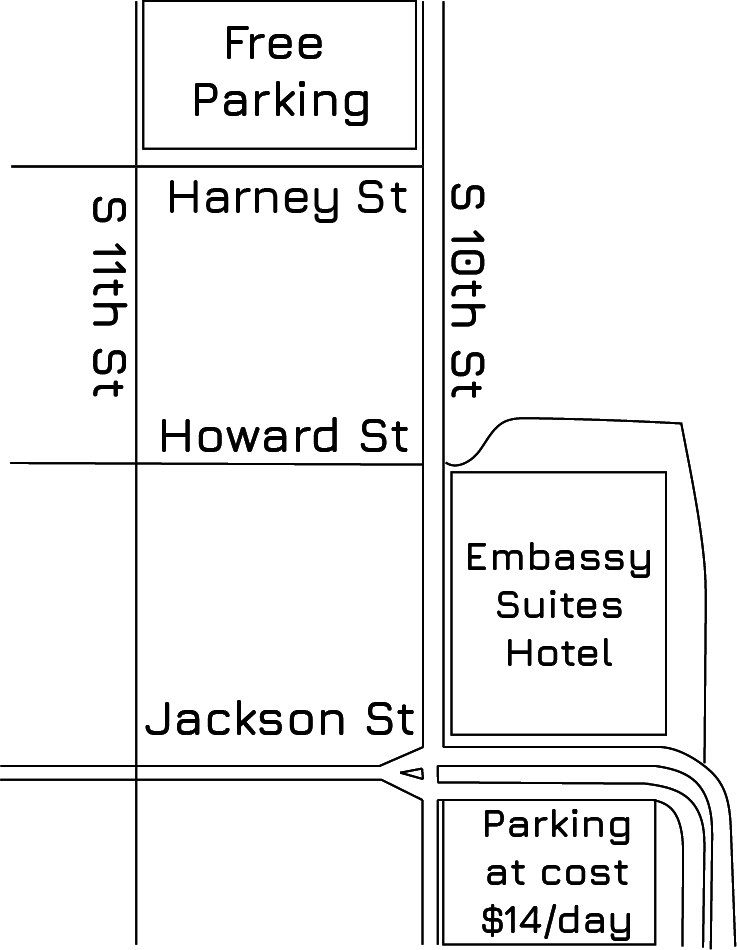 Free
Parking
Harney St
S 11th St
S 10th St
Howard St
Embassy
Suites
Hotel
Jackson St
Parking
at cost
$14/day